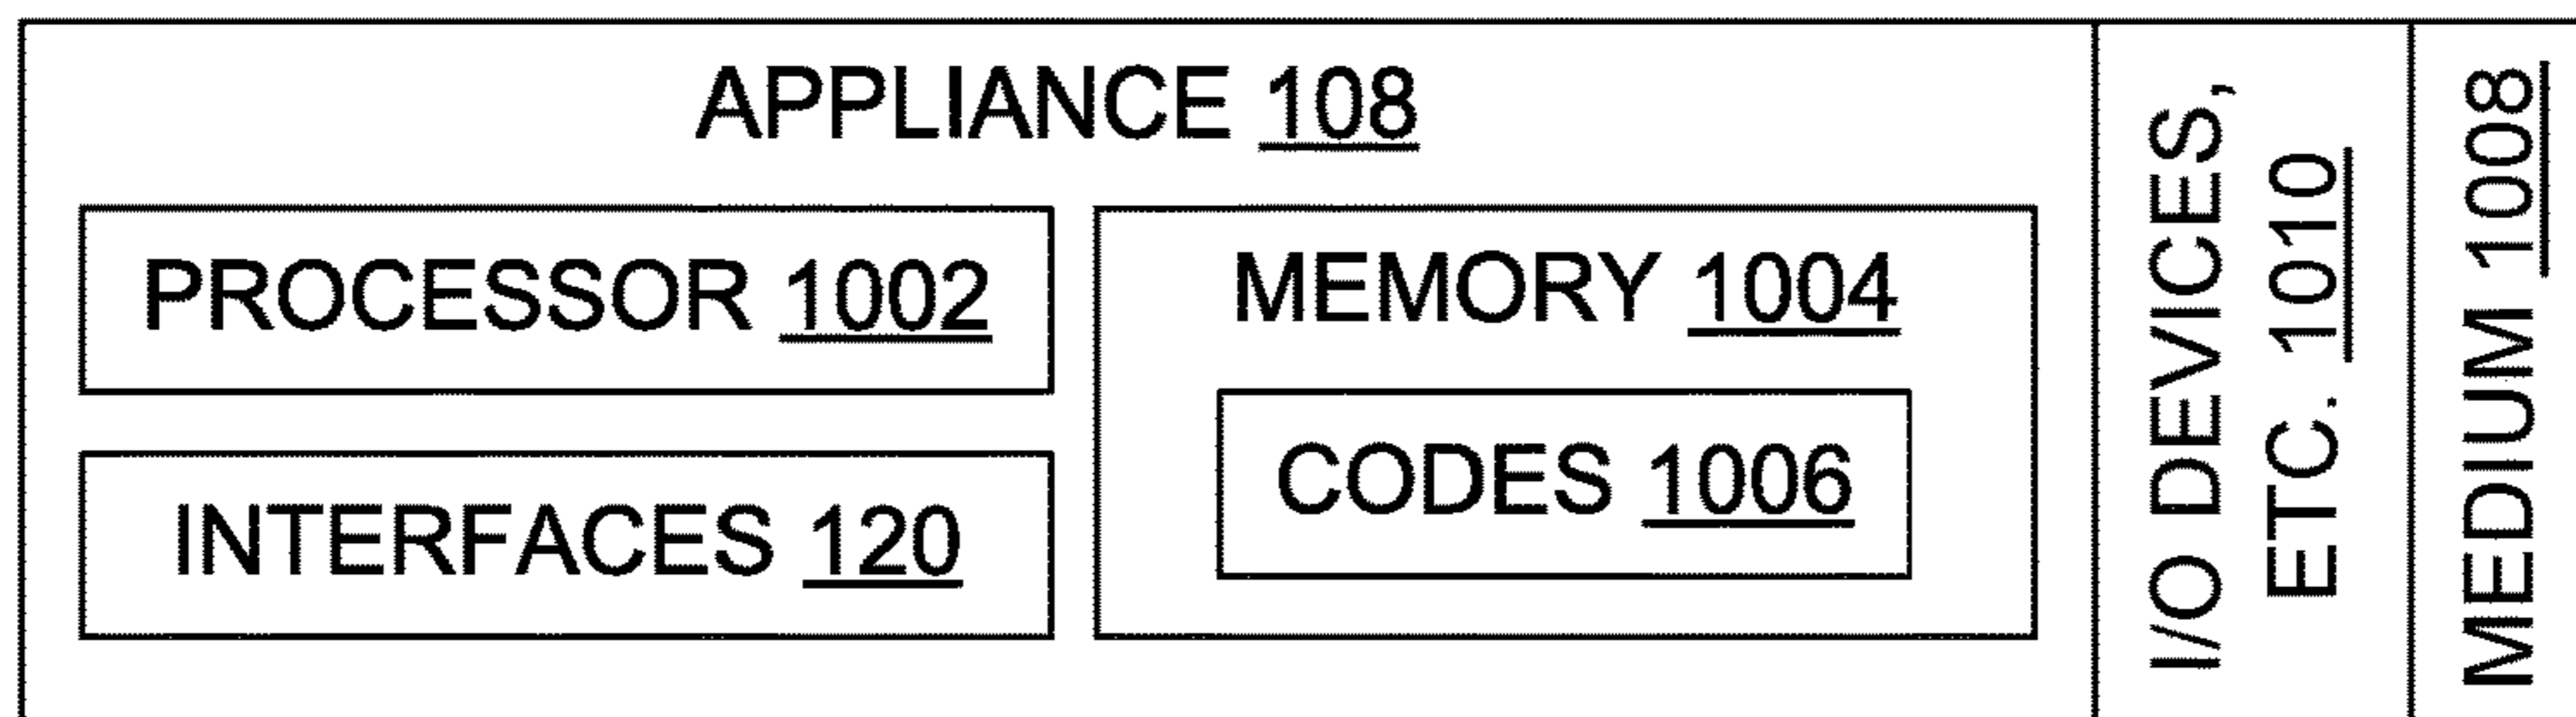 APPLIANCE 108
PROCESSOR 1002
INTERFACES 120
MEMORY 1004
CODES 1006
I/O DEVICES,
ETC. 1010
MEDIUM 1008